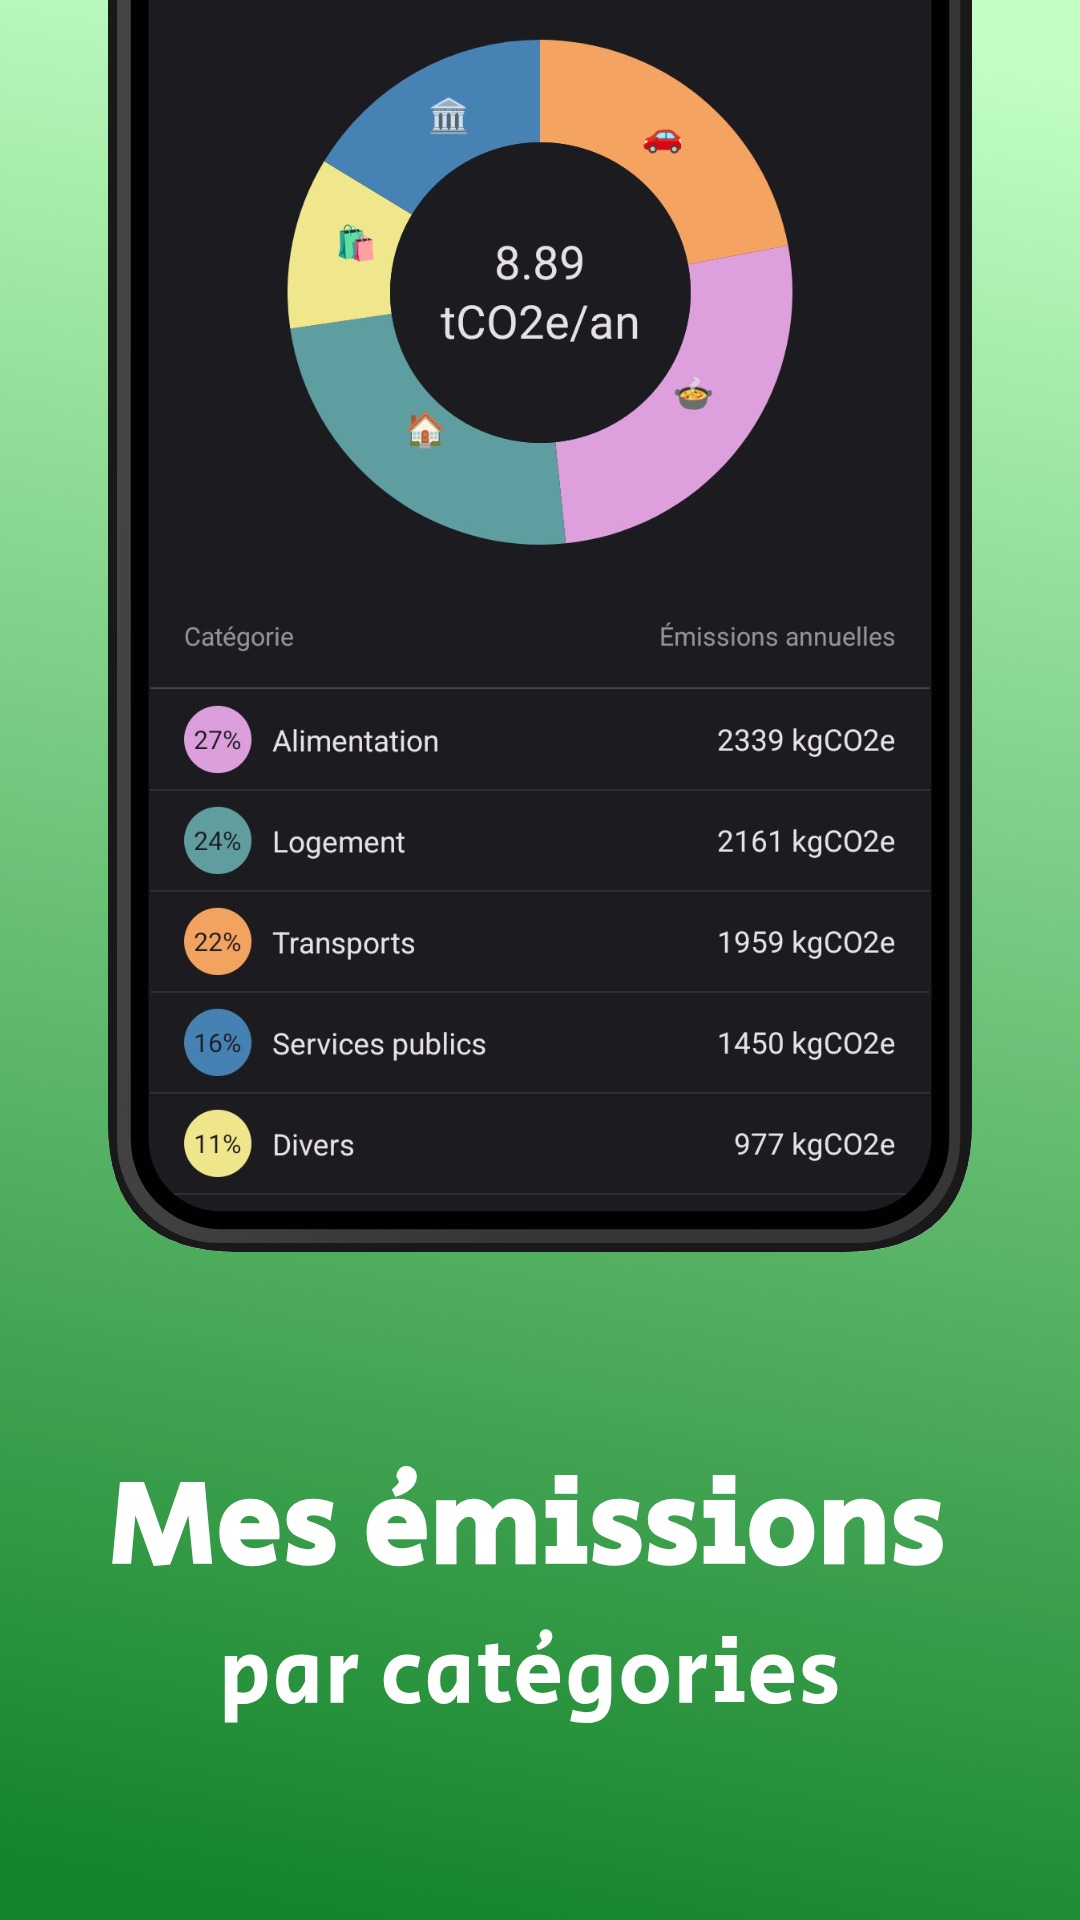 8.89
tCO2e/an
Catégorie Émissions annuelles
27% Alimentation 2339 kgCO2e
24% Logement 2161 kgCO2e
22% Transports 1959 kgCO2e
16% Services publics 1450 kgCO2e
11% Divers 977 kgCO2e
Mes émissions
par catégories